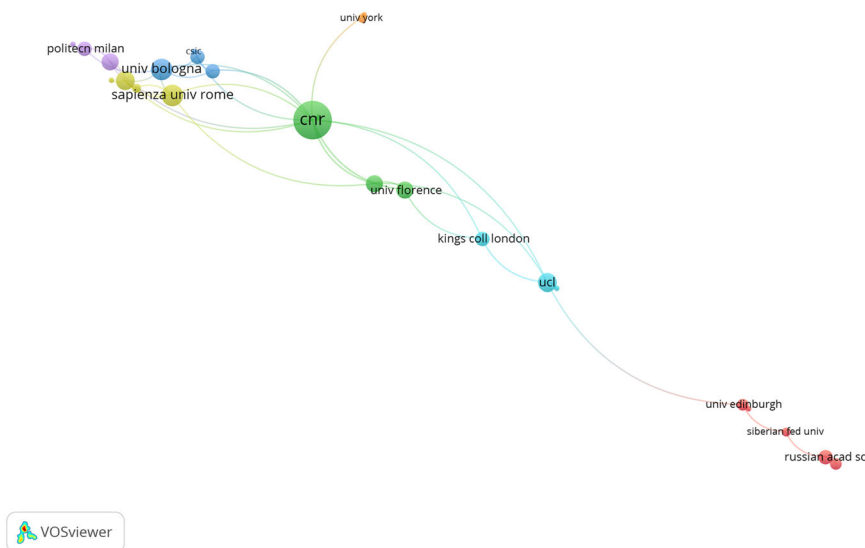 univ york
politecn milan
csic
univ bologna
sapienza univ rome
cnr
univ florence
kings coll london
ucl
univ edinburgh
siberian fed univ
russian acad sc
VOSviewer